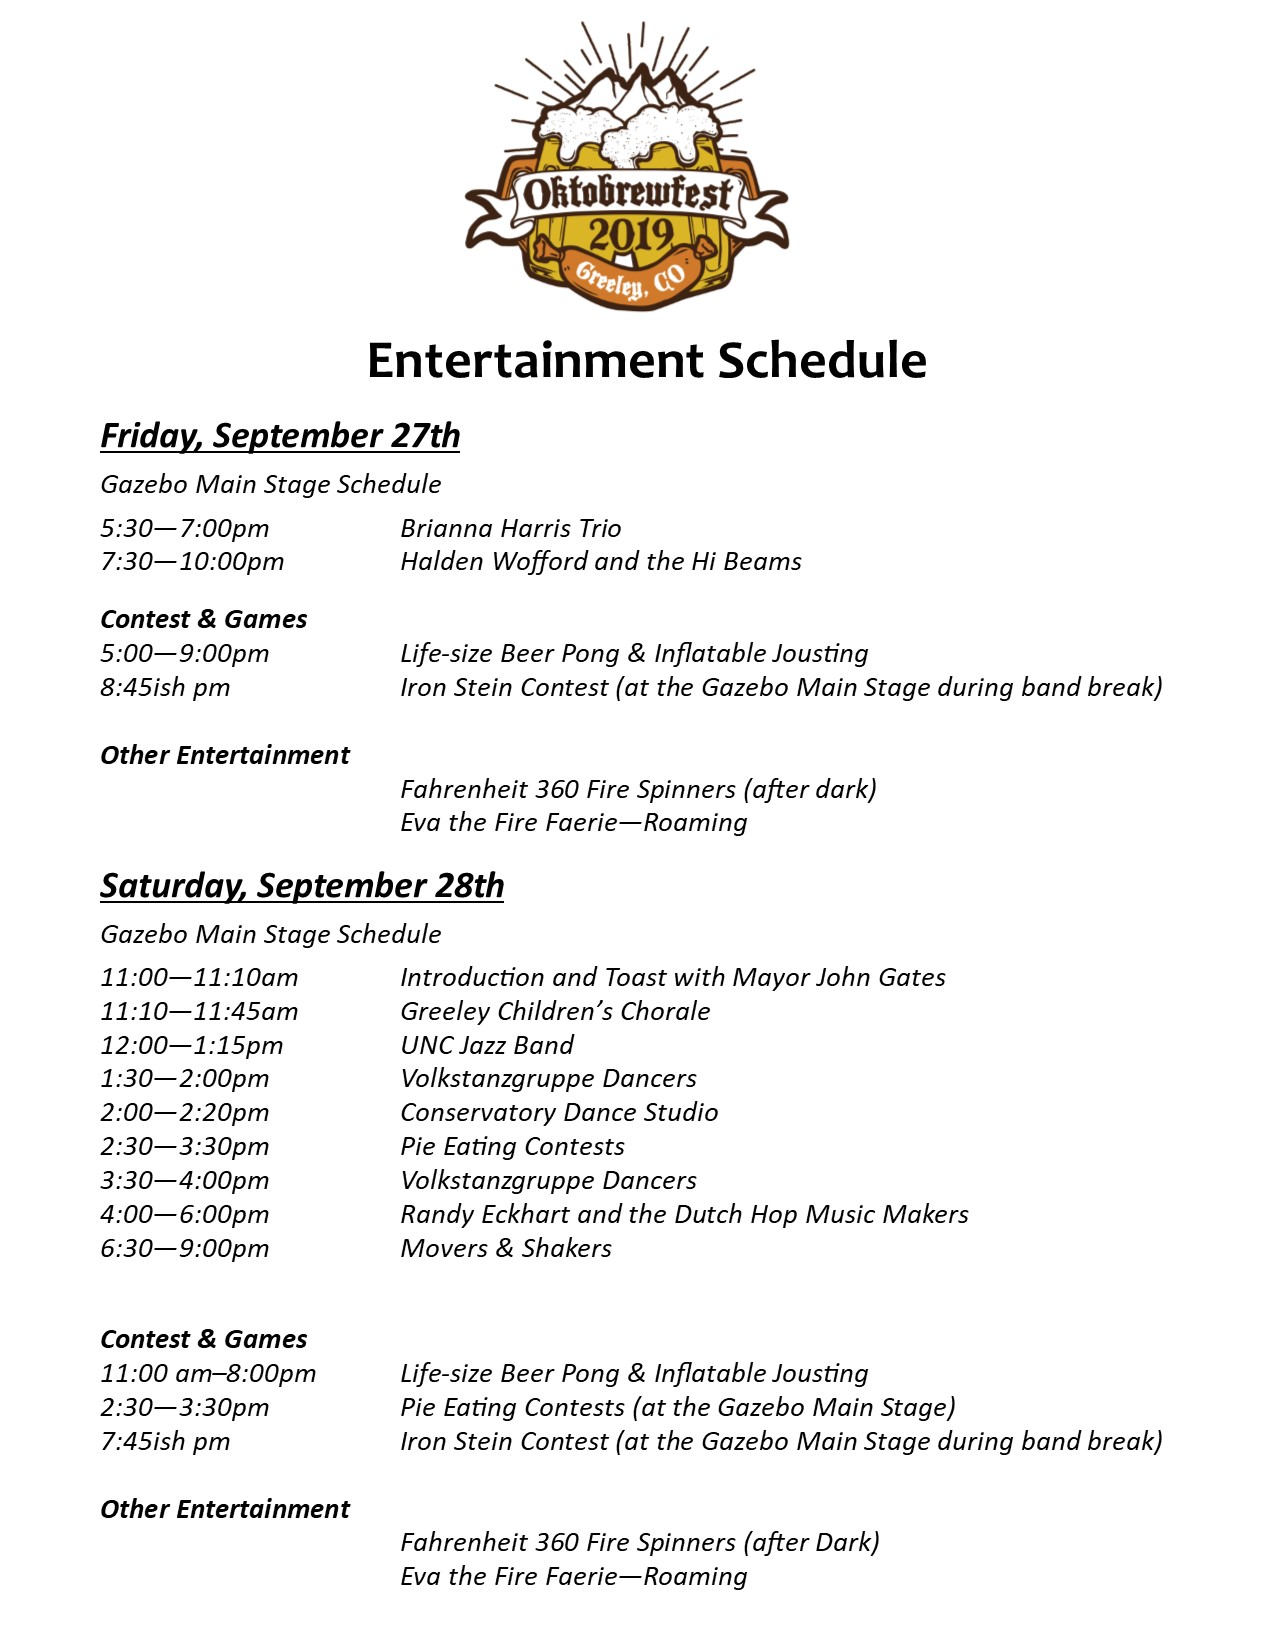 Oktobrewfest
2019
Greeley, CO
Entertainment Schedule
Friday, September 27th
Gazebo Main Stage Schedule
5:30—7:00pm Brianna Harris Trio
7:30—10:00pm Halden Wofford and the Hi Beams
Contest & Games
5:00—9:00pm Life-size Beer Pong & Inflatable Jousting
8:45ish pm Iron Stein Contest (at the Gazebo Main Stage during band break)
Other Entertainment
Fahrenheit 360 Fire Spinners (after dark)
Eva the Fire Faerie—Roaming
Saturday, September 28th
Gazebo Main Stage Schedule
11:00—11:10am Introduction and Toast with Mayor John Gates
11:10—11:45am Greeley Children’s Chorale
12:00—1:15pm UNC Jazz Band
1:30—2:00pm Volkstanzgruppe Dancers
2:00—2:20pm Conservatory Dance Studio
2:30—3:30pm Pie Eating Contests
3:30—4:00pm Volkstanzgruppe Dancers
4:00—6:00pm Randy Eckhart and the Dutch Hop Music Makers
6:30—9:00pm Movers & Shakers
Contest & Games
11:00 am–8:00pm Life-size Beer Pong & Inflatable Jousting
2:30—3:30pm Pie Eating Contests (at the Gazebo Main Stage)
7:45ish pm Iron Stein Contest (at the Gazebo Main Stage during band break)
Other Entertainment
Fahrenheit 360 Fire Spinners (after Dark)
Eva the Fire Faerie—Roaming